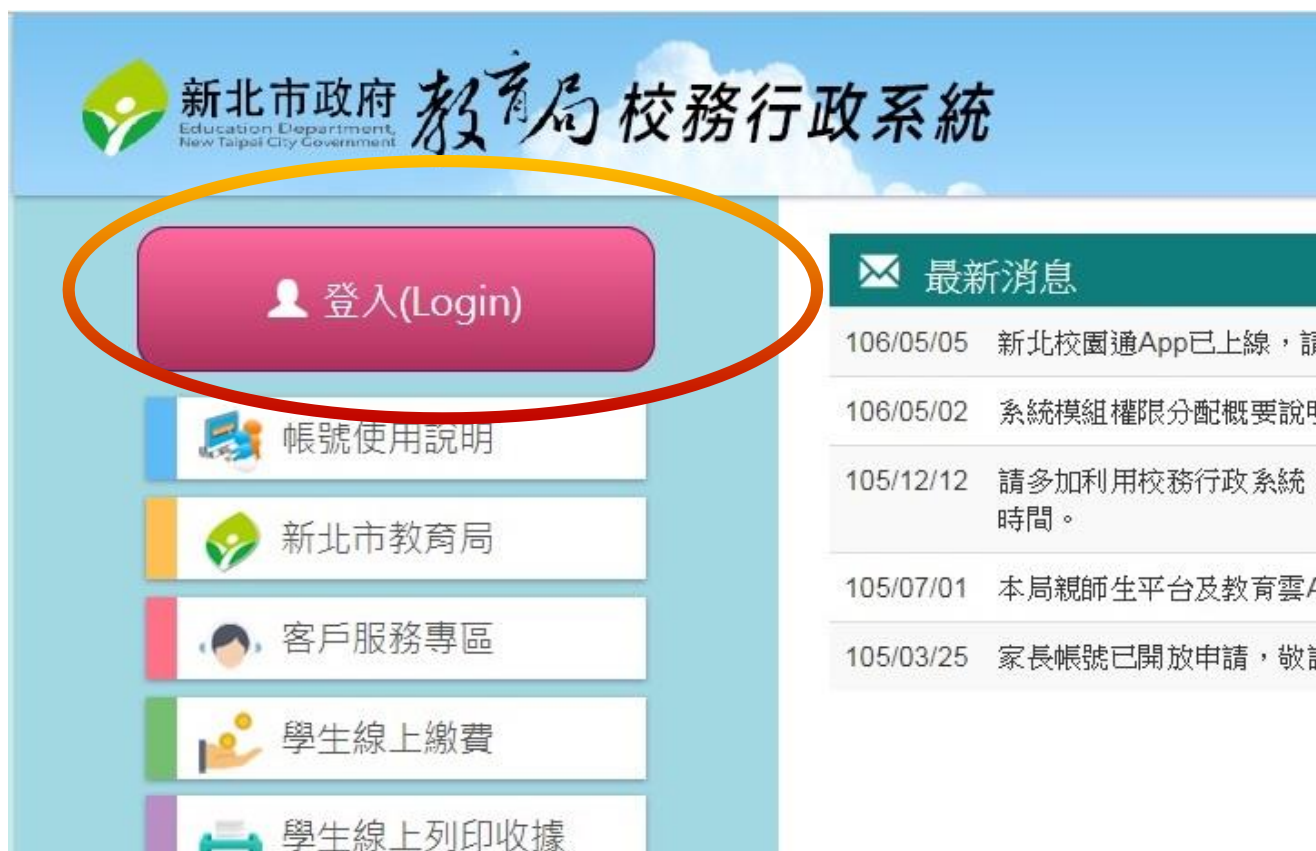 新北市政府 教育局 校務行政系統
Education Department,
New Taipei City Government
登入(Login)
帳號使用說明
新北市教育局
客戶服務專區
學生線上繳費
學生線上列印收據
最新消息
106/05/05 新北校園通App已上線，請
106/05/02 系統模組權限分配概要說明
105/12/12 請多加利用校務行政系統
時間。
105/07/01 本局親師生平台及教育雲A
105/03/25 家長帳號已開放申請，敬請